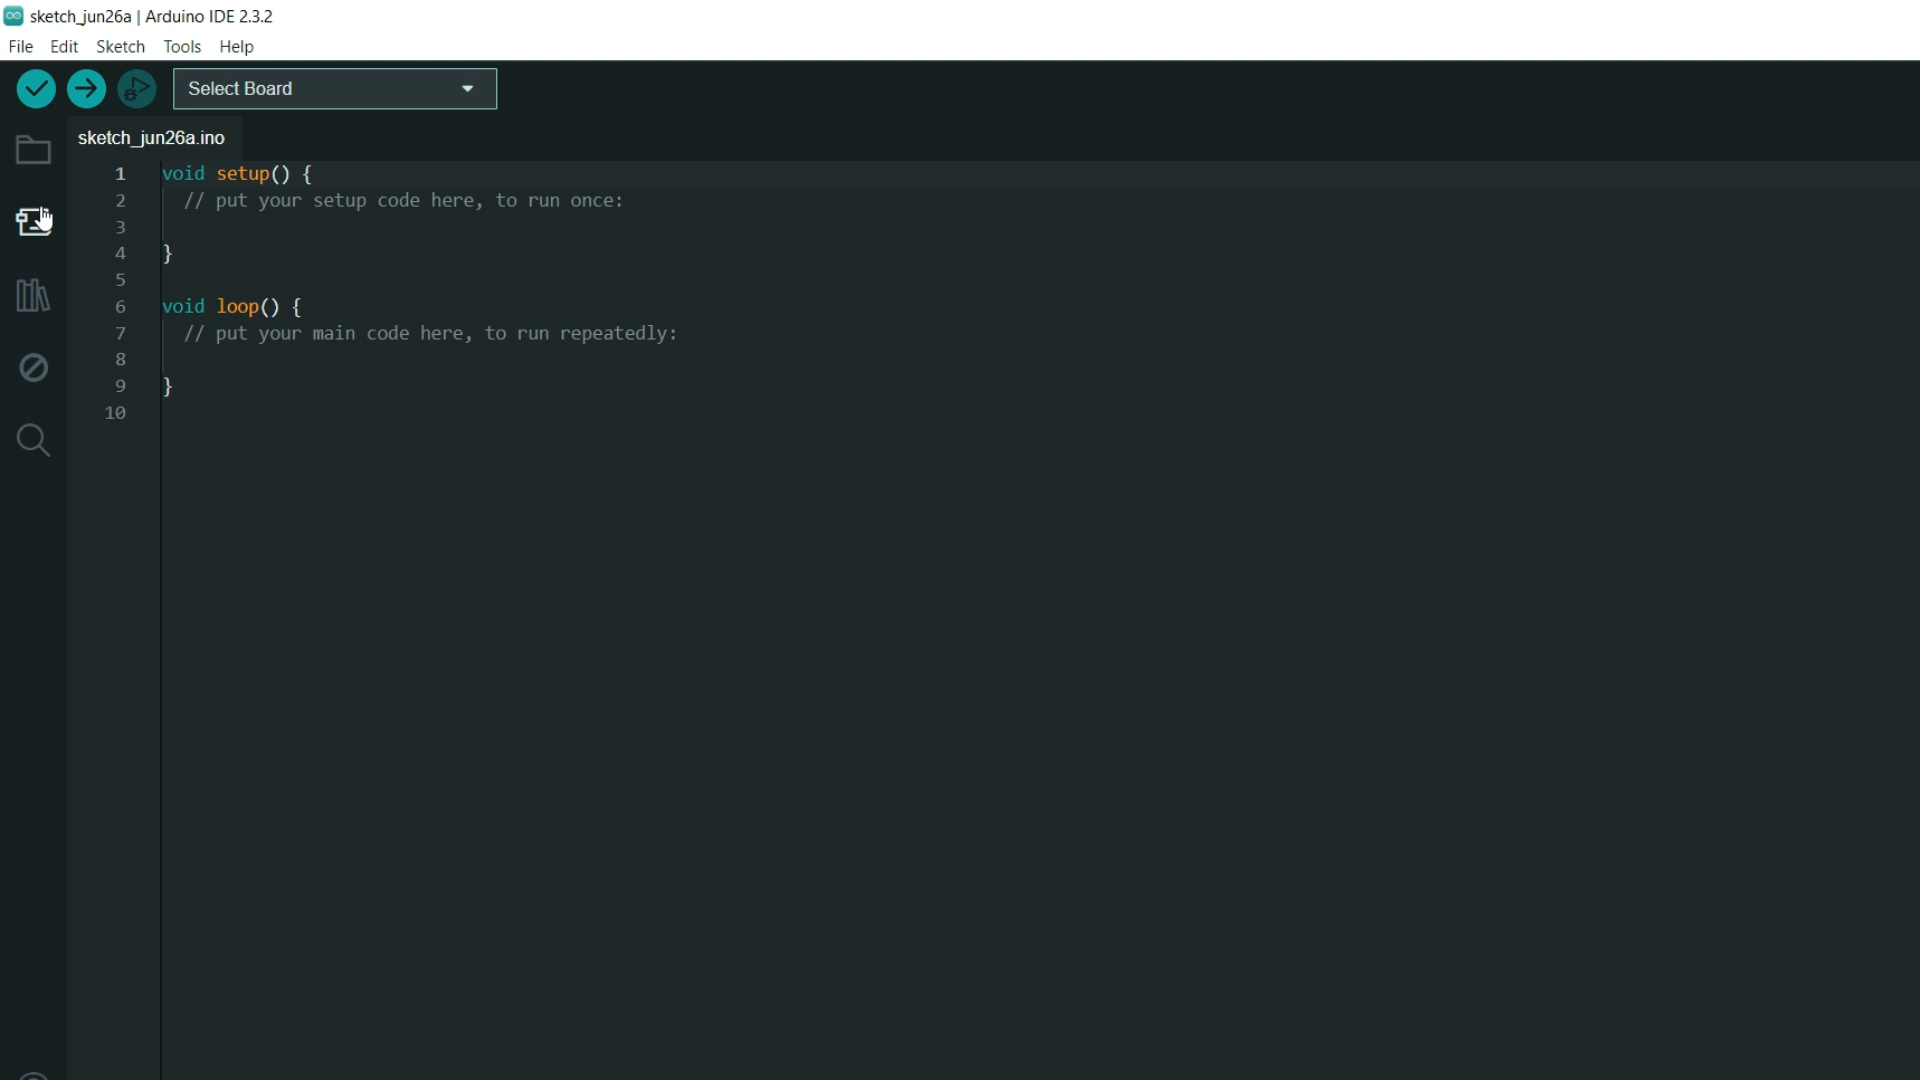 sketch_jun26a | Arduino IDE 2.3.2
File Edit Sketch Tools Help
Select Board
sketch_jun26a.ino
1 void setup() {
2 // put your setup code here, to run once:
3
4 }
5
6 void loop() {
7 // put your main code here, to run repeatedly:
8
9 }
10